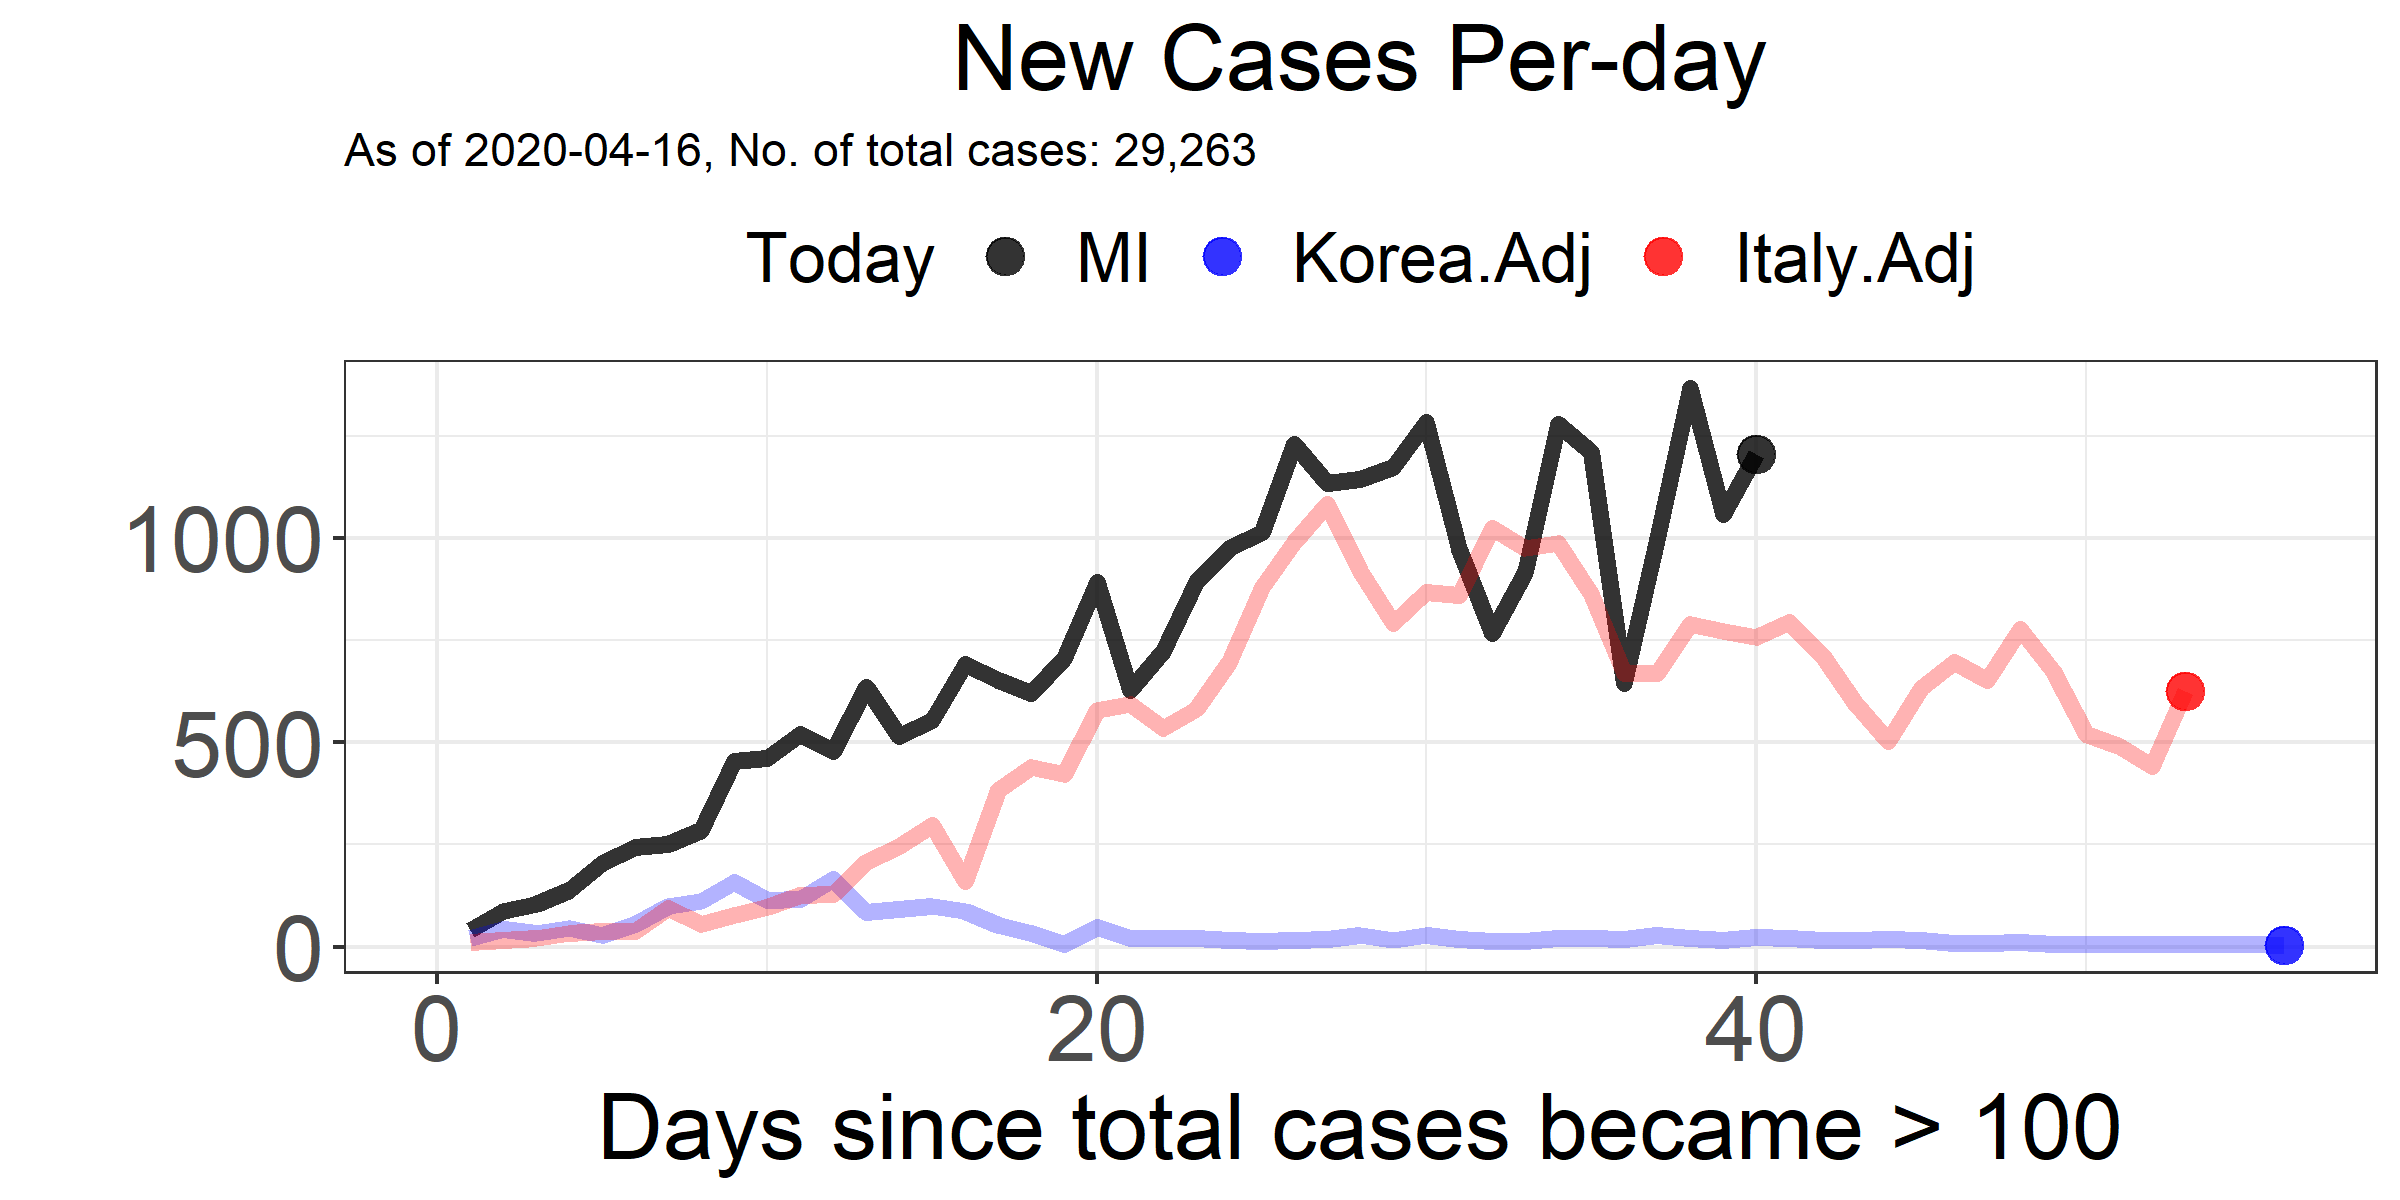 New Cases Per-day
As of 2020-04-16, No. of total cases: 29,263
Today MI Korea.Adj Italy.Adj
1000
500
0
0 20 40
Days since total cases became > 100